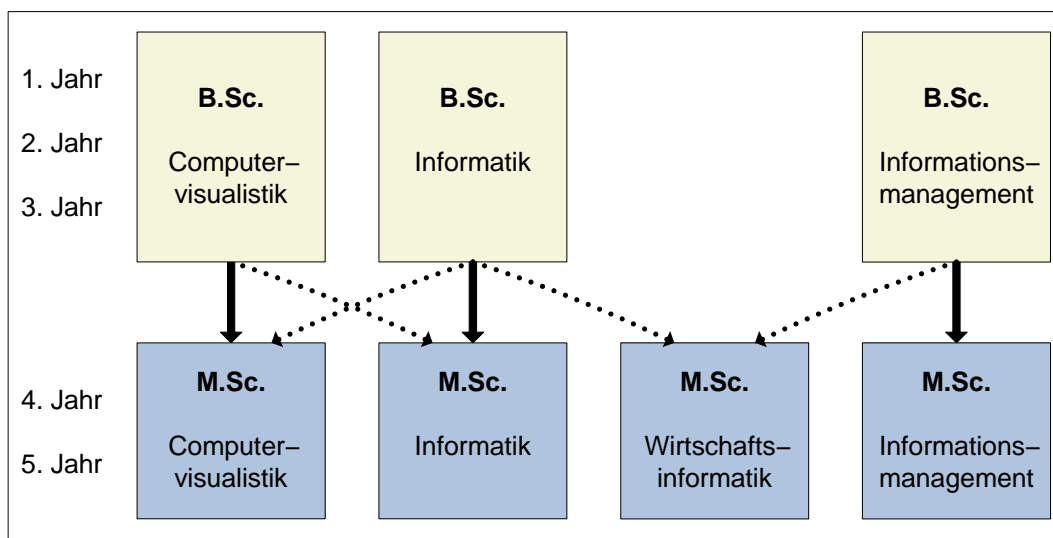 1. Jahr
2. Jahr
3. Jahr
B.Sc.
Computer–
visualistik
B.Sc.
Informatik
B.Sc.
Informations–
management
4. Jahr
5. Jahr
M.Sc.
Computer–
visualistik
M.Sc.
Informatik
M.Sc.
Wirtschafts–
informatik
M.Sc.
Informations–
management